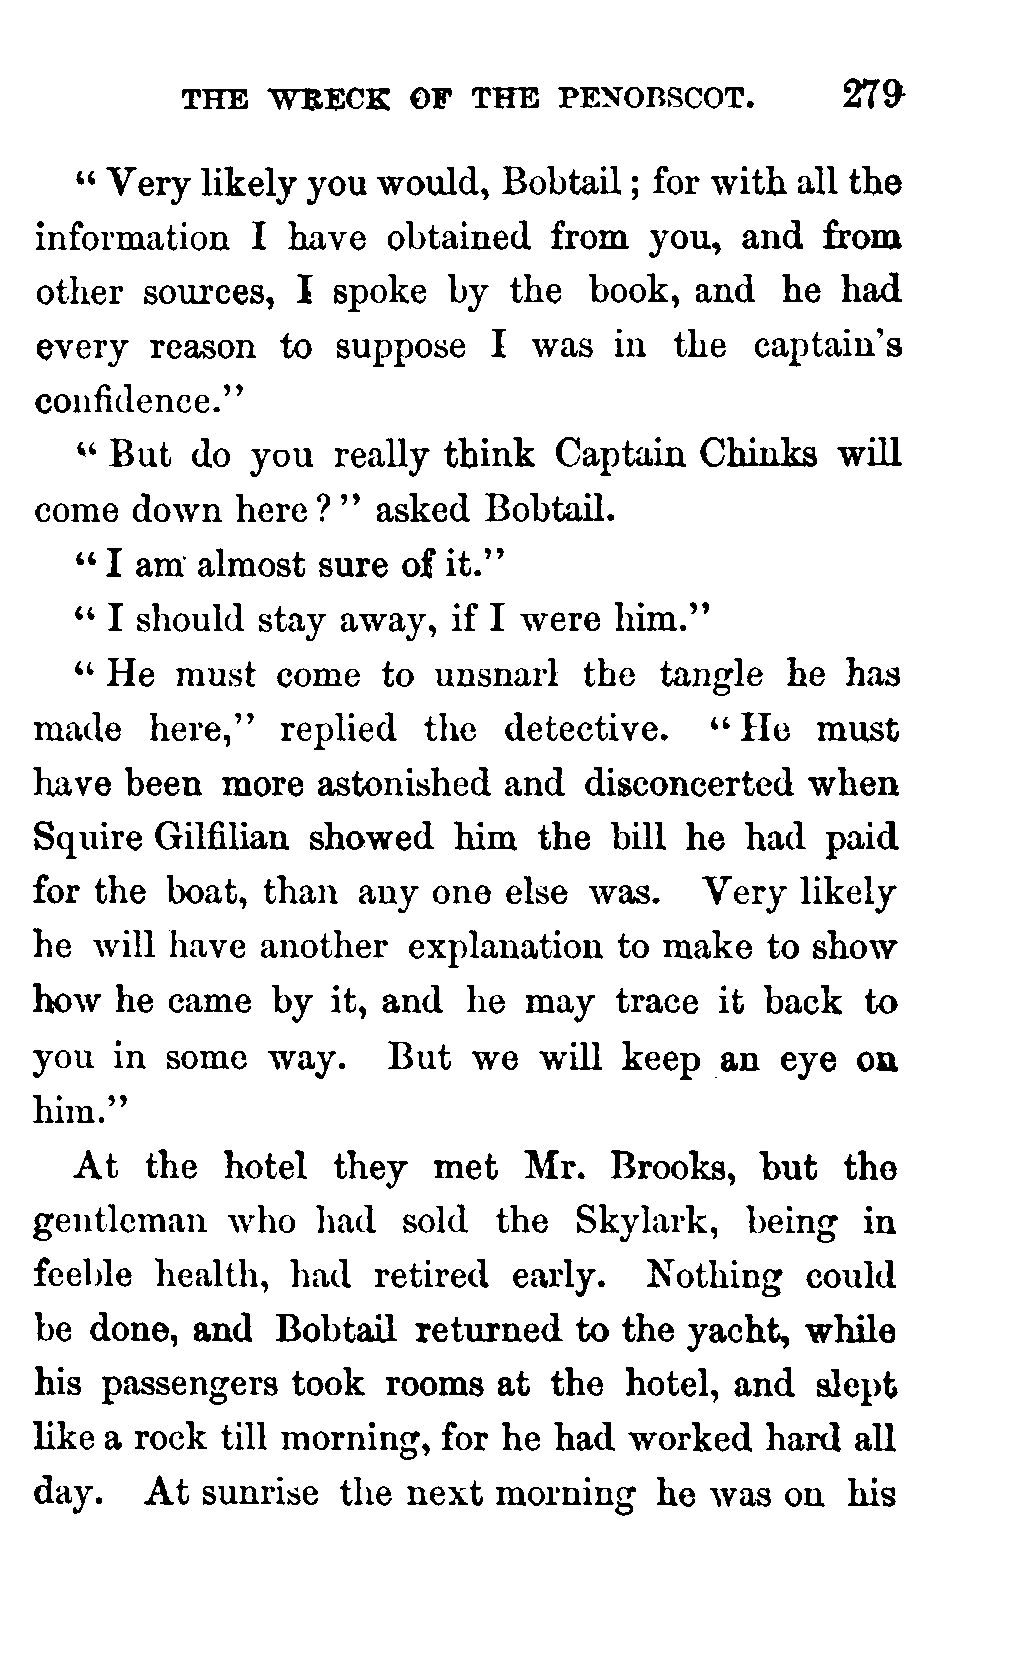 THE WRECK OF THE PENOBSCOT. 279
“Very likely you would, Bobtail; for with all the
information I have obtained from you, and from
other sources, I spoke by the book, and he had
every reason to suppose I was in the captain’s
confidence.”
“But do you really think Captain Chinks will
come down here?” asked Bobtail.
“I am almost sure of it.”
“I should stay away, if I were him.”
“He must come to unsnarl the tangle he has
made here,” replied the detective. “He must
have been more astonished and disconcerted when
Squire Gilfilian showed him the bill he had paid
for the boat, than any one else was. Very likely
he will have another explanation to make to show
how he came by it, and he may trace it back to
you in some way. But we will keep an eye on
him.”
At the hotel they met Mr. Brooks, but the
gentleman who had sold the Skylark, being in
feeble health, had retired early. Nothing could
be done, and Bobtail returned to the yacht, while
his passengers took rooms at the hotel, and slept
like a rock till morning, for he had worked hard all
day. At sunrise the next morning he was on his